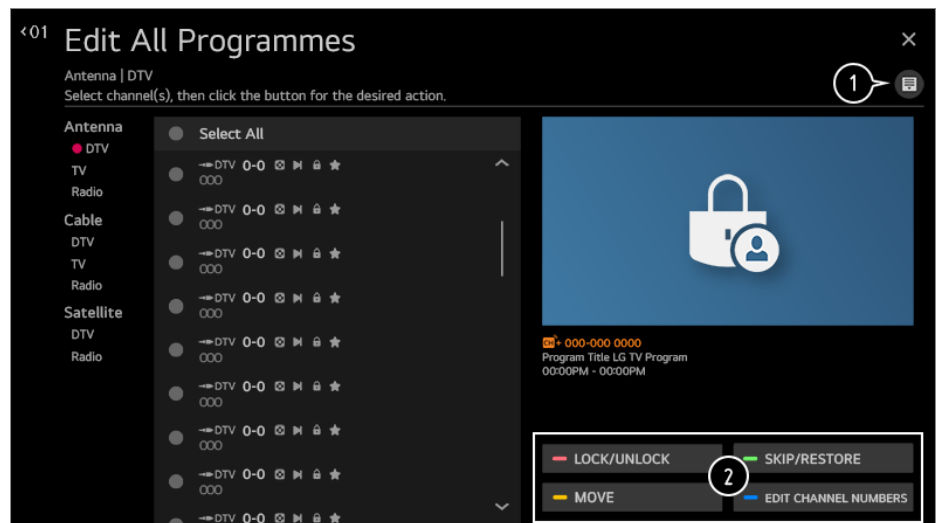 ‹01 Edit All Programmes
Antenna | DTV
Select channel(s), then click the button for the desired action.
1
Antenna
DTV
TV
Radio
Cable
DTV
TV
Radio
Satellite
DTV
Radio
Select All
DTV 0-0
000
DTV 0-0
000
DTV 0-0
000
DTV 0-0
000
DTV 0-0
000
DTV 0-0
000
DTV 0-0
000
DTV 0-0
000
DTV 0-0
CH+ 000-000 0000
Program Title LG TV Program
00:00PM - 00:00PM
LOCK/UNLOCK
SKIP/RESTORE
2
MOVE
EDIT CHANNEL NUMBERS